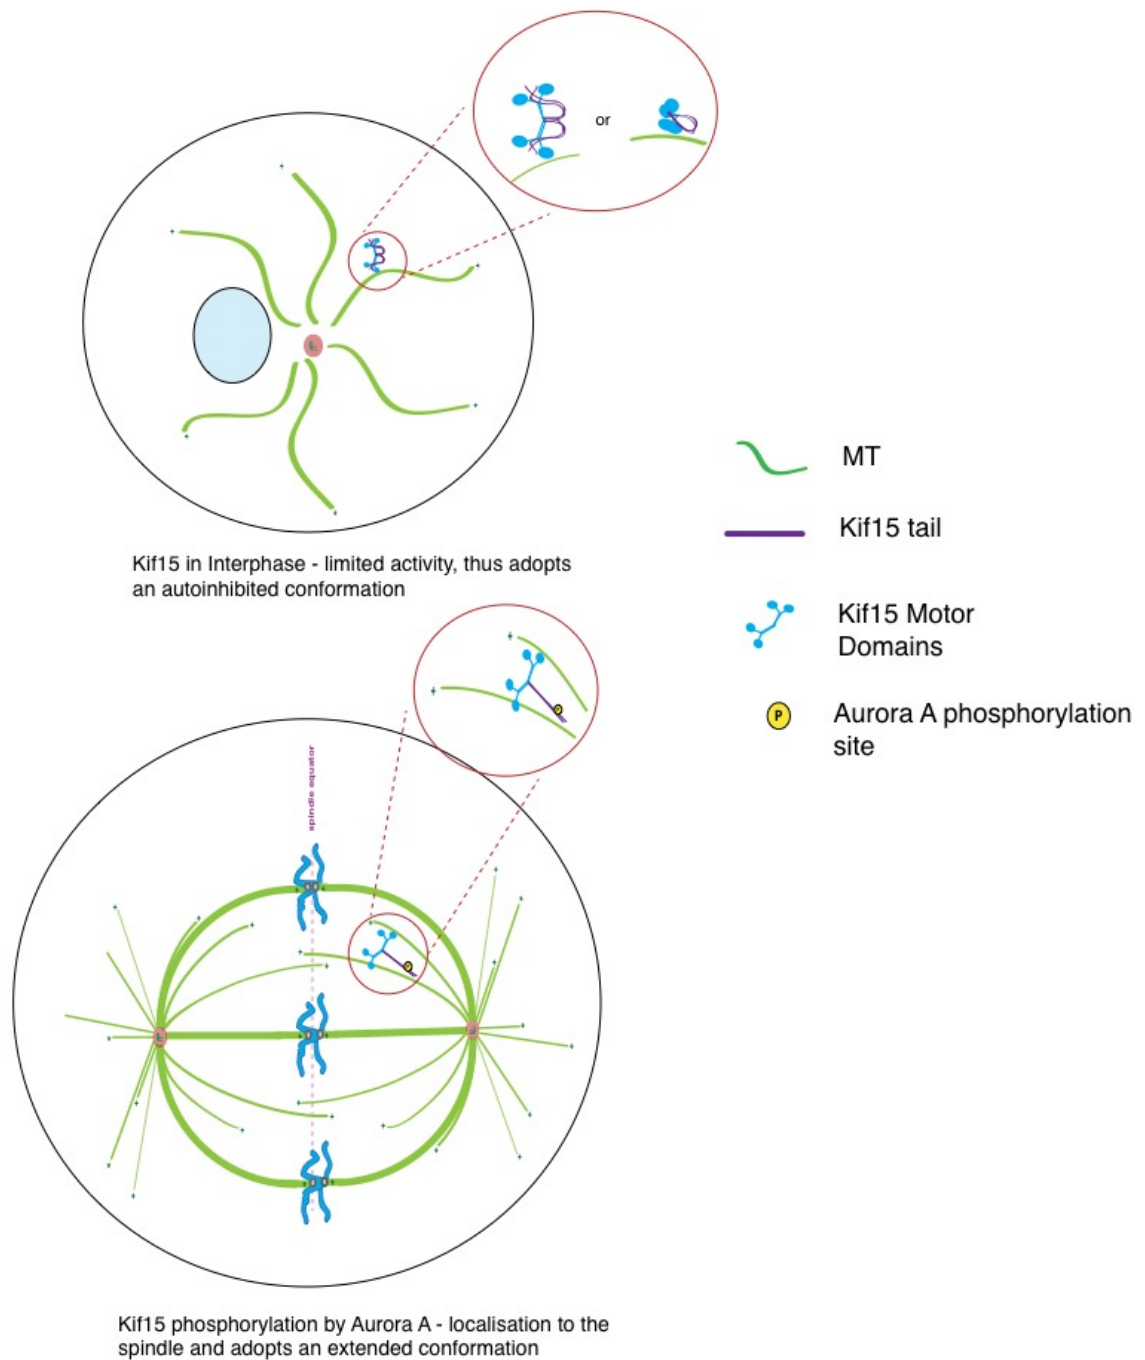 or
Kif15 in Interphase - limited activity, thus adopts
an autoinhibited conformation
MT
Kif15 tail
Kif15 Motor
Domains
P
Aurora A phosphorylation
site
spindle equator
Kif15 phosphorylation by Aurora A - localisation to the
spindle and adopts an extended conformation